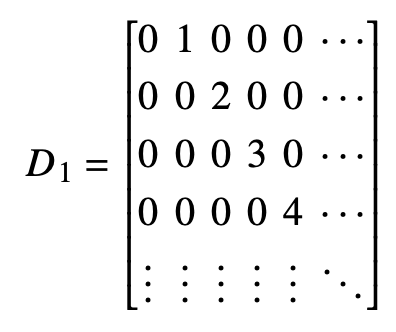 D₁ = [0 1 0 0 0 ⋯
0 0 2 0 0 ⋯
0 0 0 3 0 ⋯
0 0 0 0 4 ⋯
⋮ ⋮ ⋮ ⋮ ⋮ ⋱]